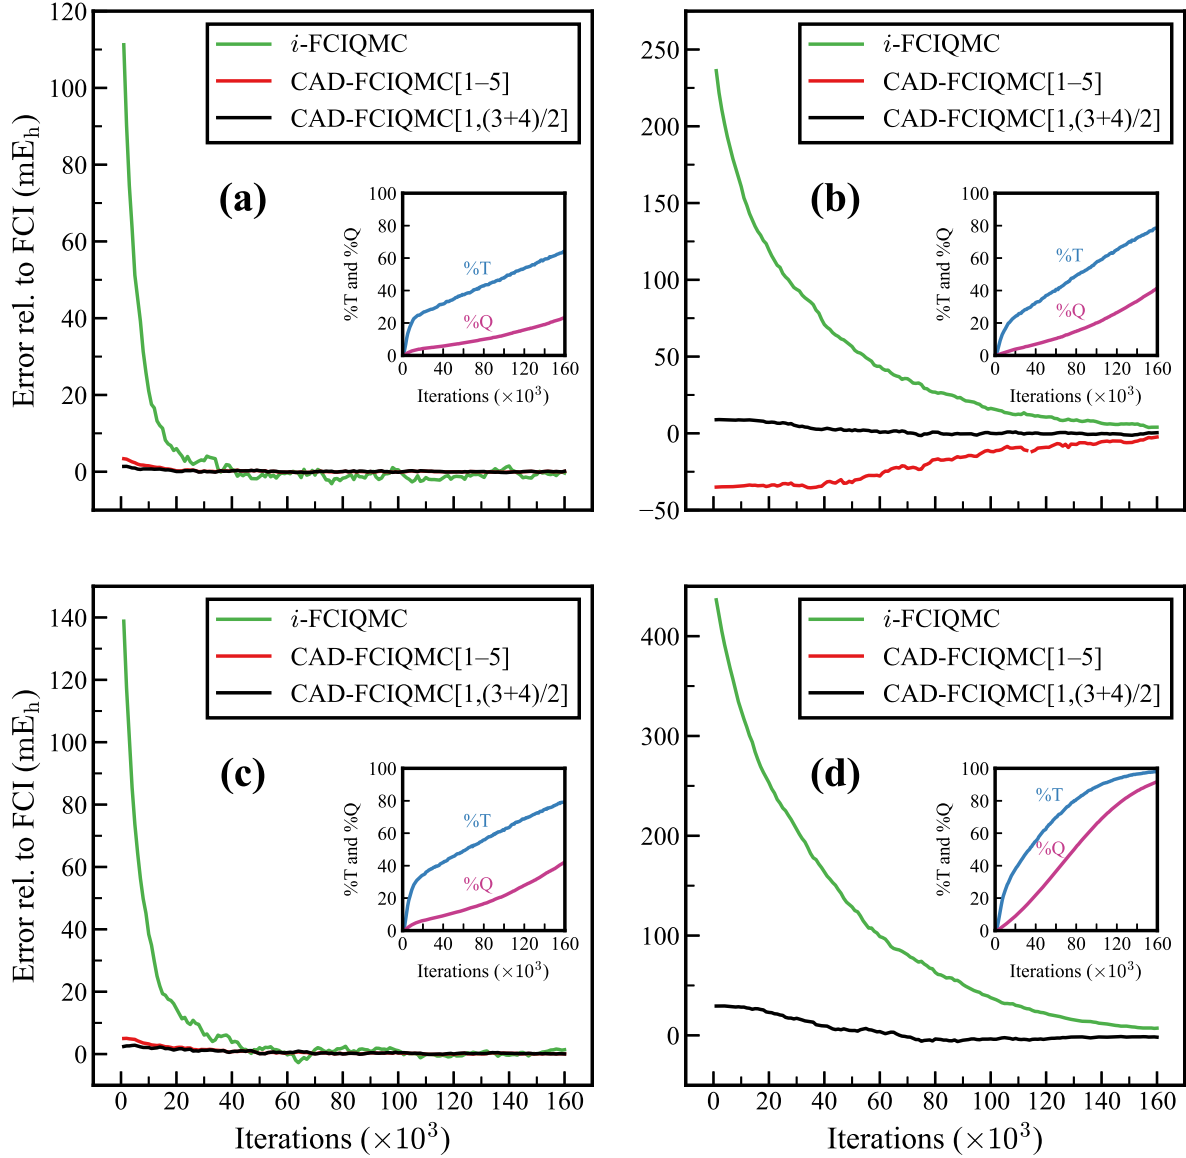 120
100
80
60
40
20
0
Error rel. to FCI (mEh)
i-FCIQMC
CAD-FCIQMC[1–5]
CAD-FCIQMC[1,(3+4)/2]
(a)
100
80
60
40
20
0
%T and %Q
%T
%Q
0 40 80 120 160
Iterations (×10³)
250
200
150
100
50
0
−50
i-FCIQMC
CAD-FCIQMC[1–5]
CAD-FCIQMC[1,(3+4)/2]
(b)
100
80
60
40
20
0
%T and %Q
%T
%Q
0 40 80 120 160
Iterations (×10³)
140
120
100
80
60
40
20
0
Error rel. to FCI (mEh)
i-FCIQMC
CAD-FCIQMC[1–5]
CAD-FCIQMC[1,(3+4)/2]
(c)
100
80
60
40
20
0
%T and %Q
%T
%Q
0 40 80 120 160
Iterations (×10³)
0 20 40 60 80 100 120 140 160
Iterations (×10³)
400
300
200
100
0
i-FCIQMC
CAD-FCIQMC[1–5]
CAD-FCIQMC[1,(3+4)/2]
(d)
100
80
60
40
20
0
%T and %Q
%T
%Q
0 40 80 120 160
Iterations (×10³)
0 20 40 60 80 100 120 140 160
Iterations (×10³)